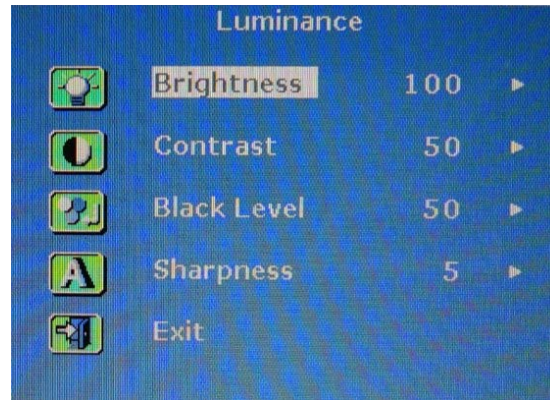 Luminance
Brightness 100
Contrast 50
Black Level 50
Sharpness 5
Exit